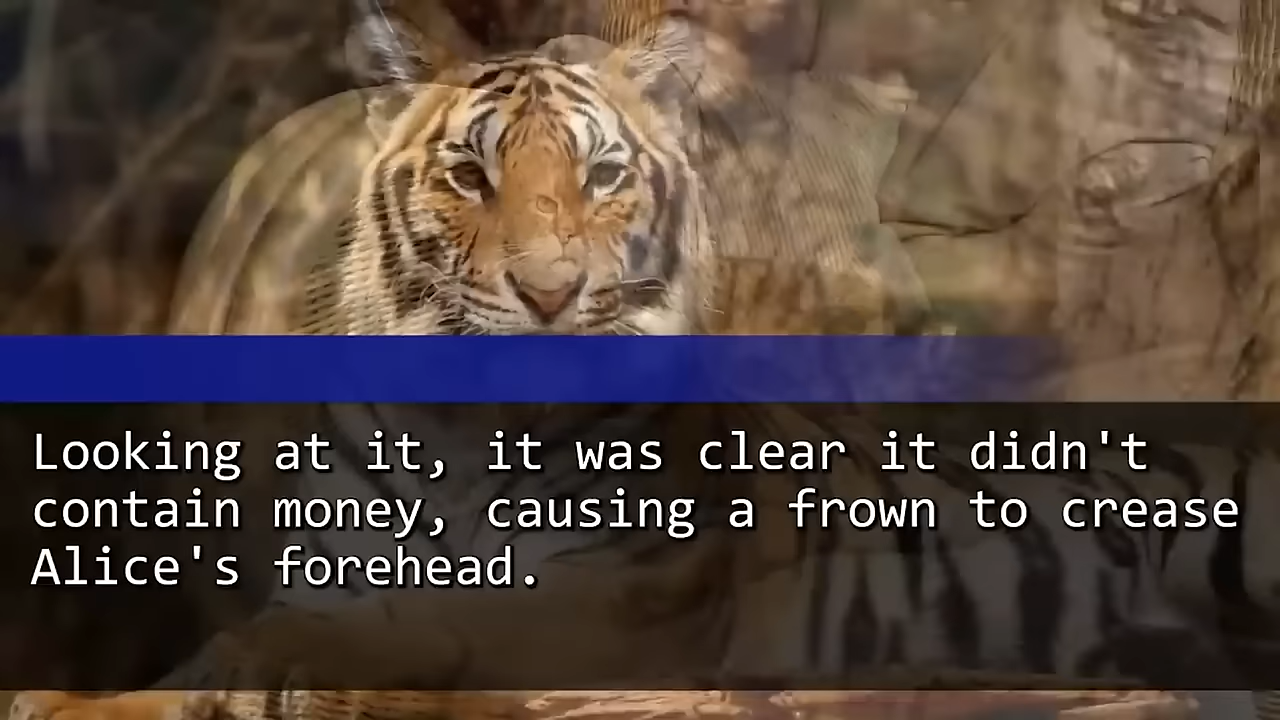 Looking at it, it was clear it didn't
contain money, causing a frown to crease
Alice's forehead.